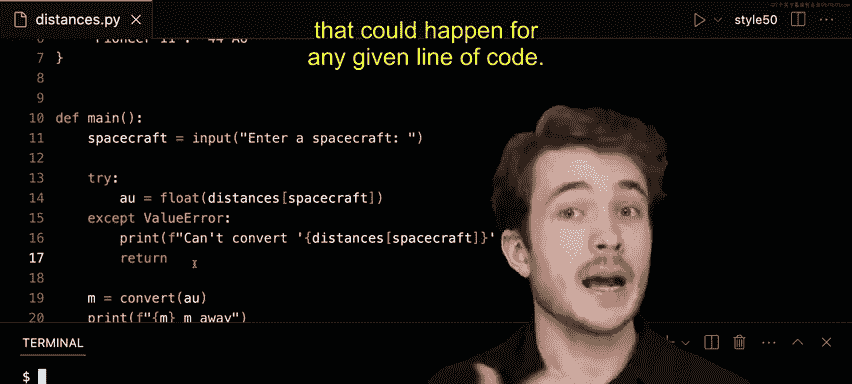 distances.py
style50
that could happen for
any given line of code.
7 }
8
9
10 def main():
11 spacecraft = input("Enter a spacecraft: ")
12
13 try:
14 au = float(distances[spacecraft])
15 except ValueError:
16 print(f"Can't convert '{distances[spacecraft]}'
17 return
18
19 m = convert(au)
20 print(f"{m} m away")
TERMINAL
$